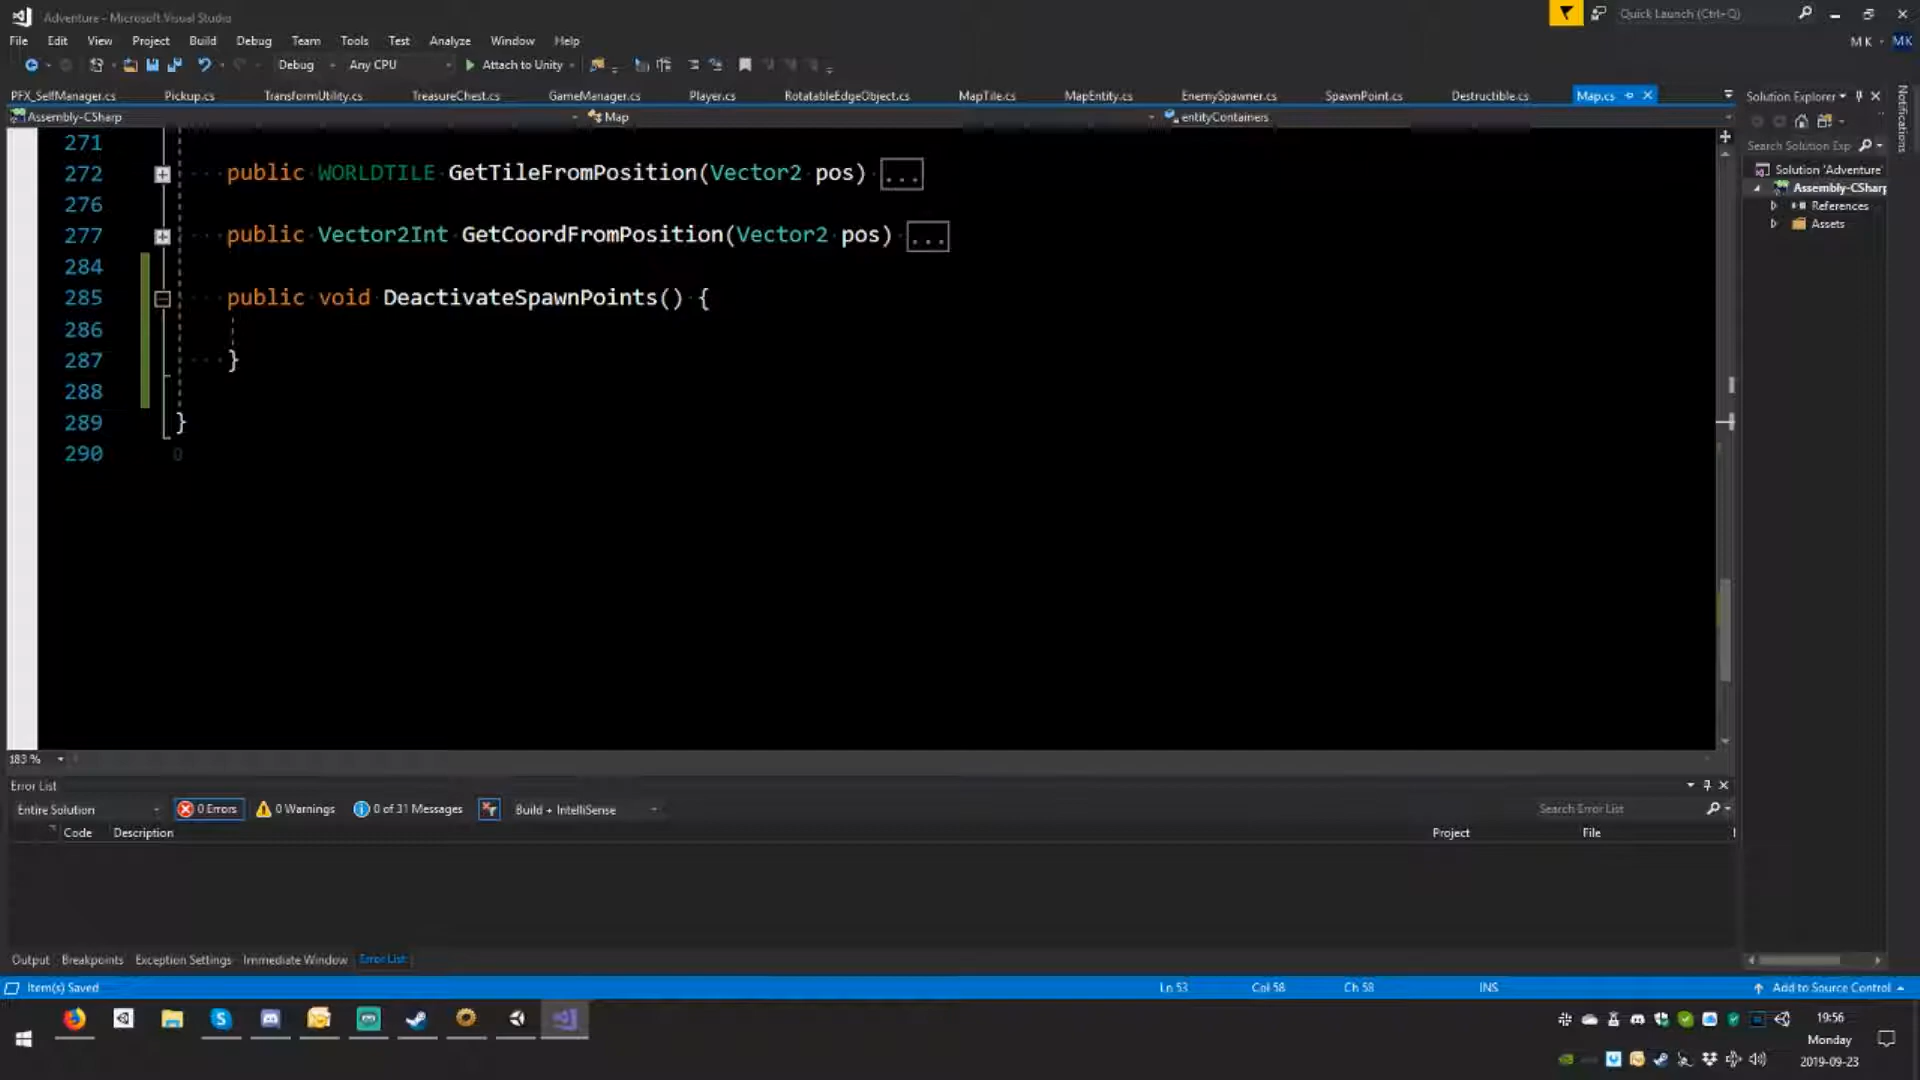 Adventure - Microsoft Visual Studio
Quick Launch (Ctrl+Q)
File Edit View Project Build Debug Team Tools Test Analyze Window Help
M K MK
Debug Any CPU Attach to Unity
PFX_SelfManager.cs Pickup.cs TransformUtility.cs TreasureChest.cs GameManager.cs Player.cs RotatableEdgeObject.cs MapTile.cs MapEntity.cs EnemySpawner.cs SpawnPoint.cs Destructible.cs Map.cs
Solution Explorer
Notifications
Assembly-CSharp Map entityContainers
Search Solution Exp
Solution 'Adventure'
Assembly-CSharp
References
Assets
271
272 public WORLDTILE GetTileFromPosition(Vector2 pos) ...
276
277 public Vector2Int GetCoordFromPosition(Vector2 pos) ...
284
285 public void DeactivateSpawnPoints() {
286
287 }
288
289 }
290
183 %
Error List
Entire Solution 0 Errors 0 Warnings 0 of 31 Messages Build + IntelliSense Search Error List
Code Description Project File
Output Breakpoints Exception Settings Immediate Window Error List
Item(s) Saved Ln 53 Col 58 Ch 58 INS Add to Source Control
19:56
Monday
2019-09-23